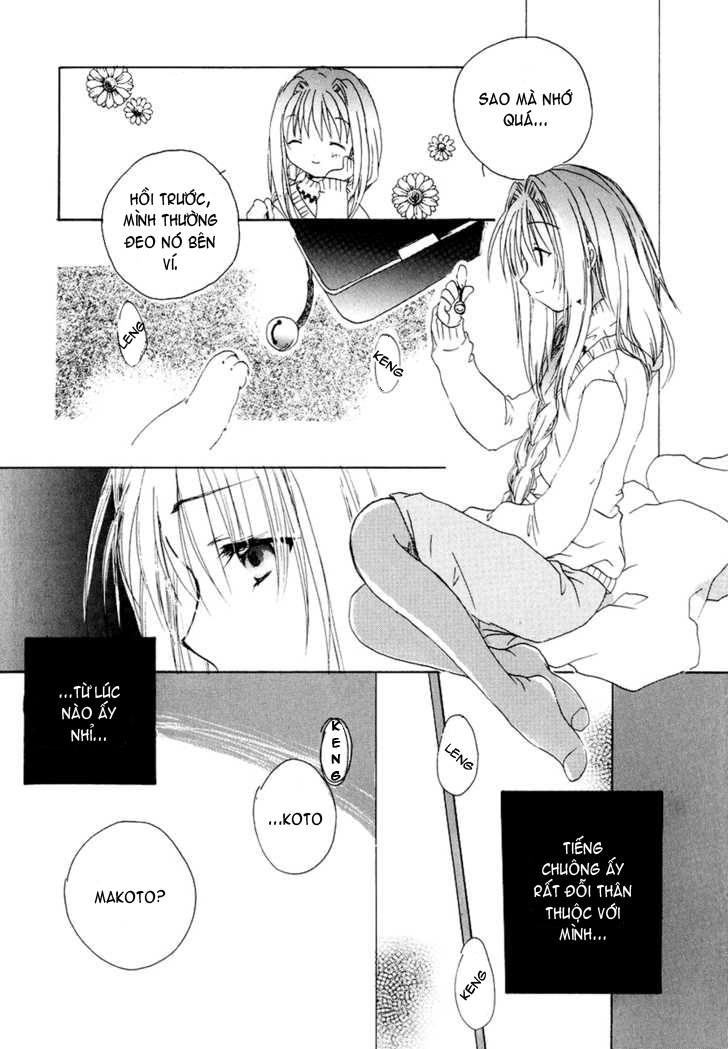 SAO MÀ NHỚ
QUÁ...
HỒI TRƯỚC,
MÌNH THƯỜNG
ĐEO NÓ BÊN
VÍ.
LENG
KENG
...TỪ LÚC
NÀO ẤY
NHỈ...
KENG
LENG
...KOTO
MAKOTO?
TIẾNG
CHUÔNG ẤY
RẤT ĐỖI THÂN
THUỘC VỚI
MÌNH...
KENG